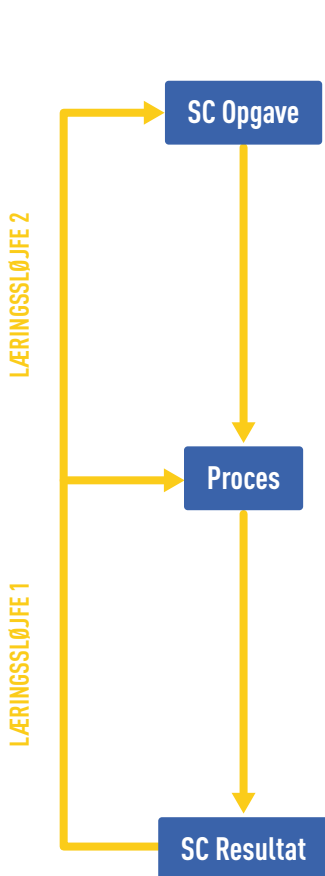 SC Opgave
LÆRINGSSLØJFE 2
Proces
LÆRINGSSLØJFE 1
SC Resultat